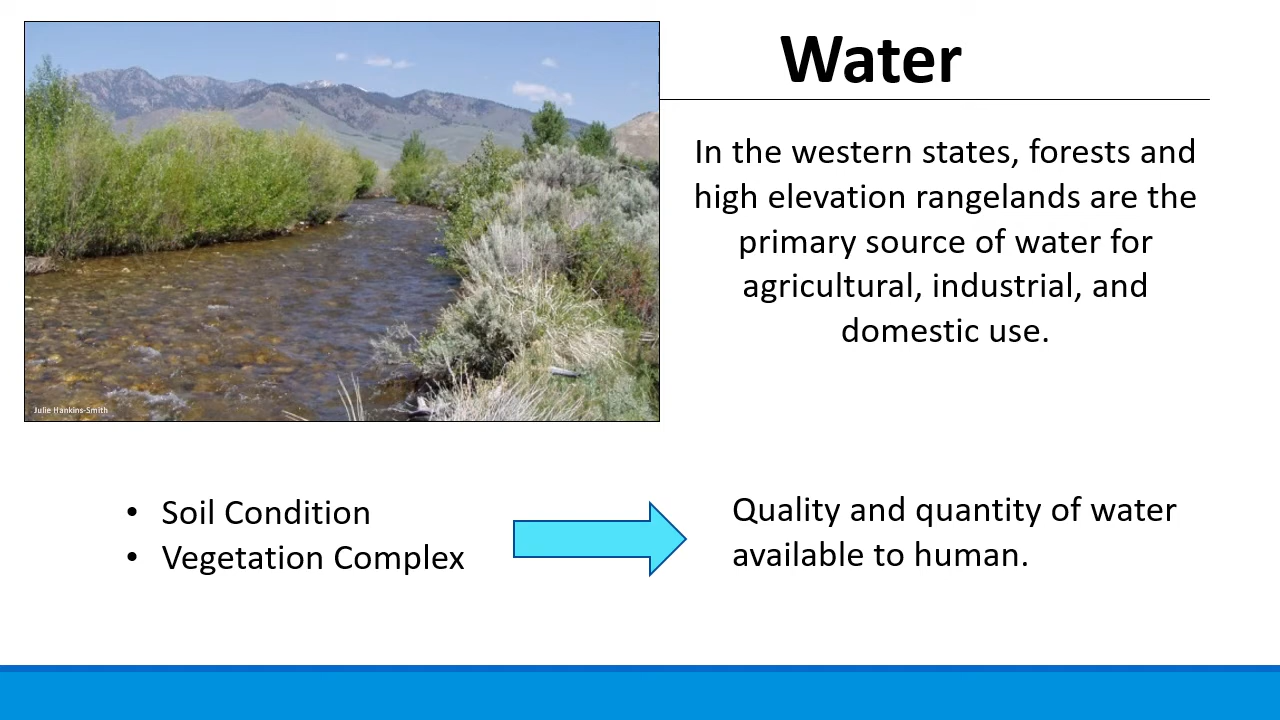 Water
In the western states, forests and
high elevation rangelands are the
primary source of water for
agricultural, industrial, and
domestic use.
Julie Hankins-Smith
• Soil Condition
• Vegetation Complex
Quality and quantity of water
available to human.